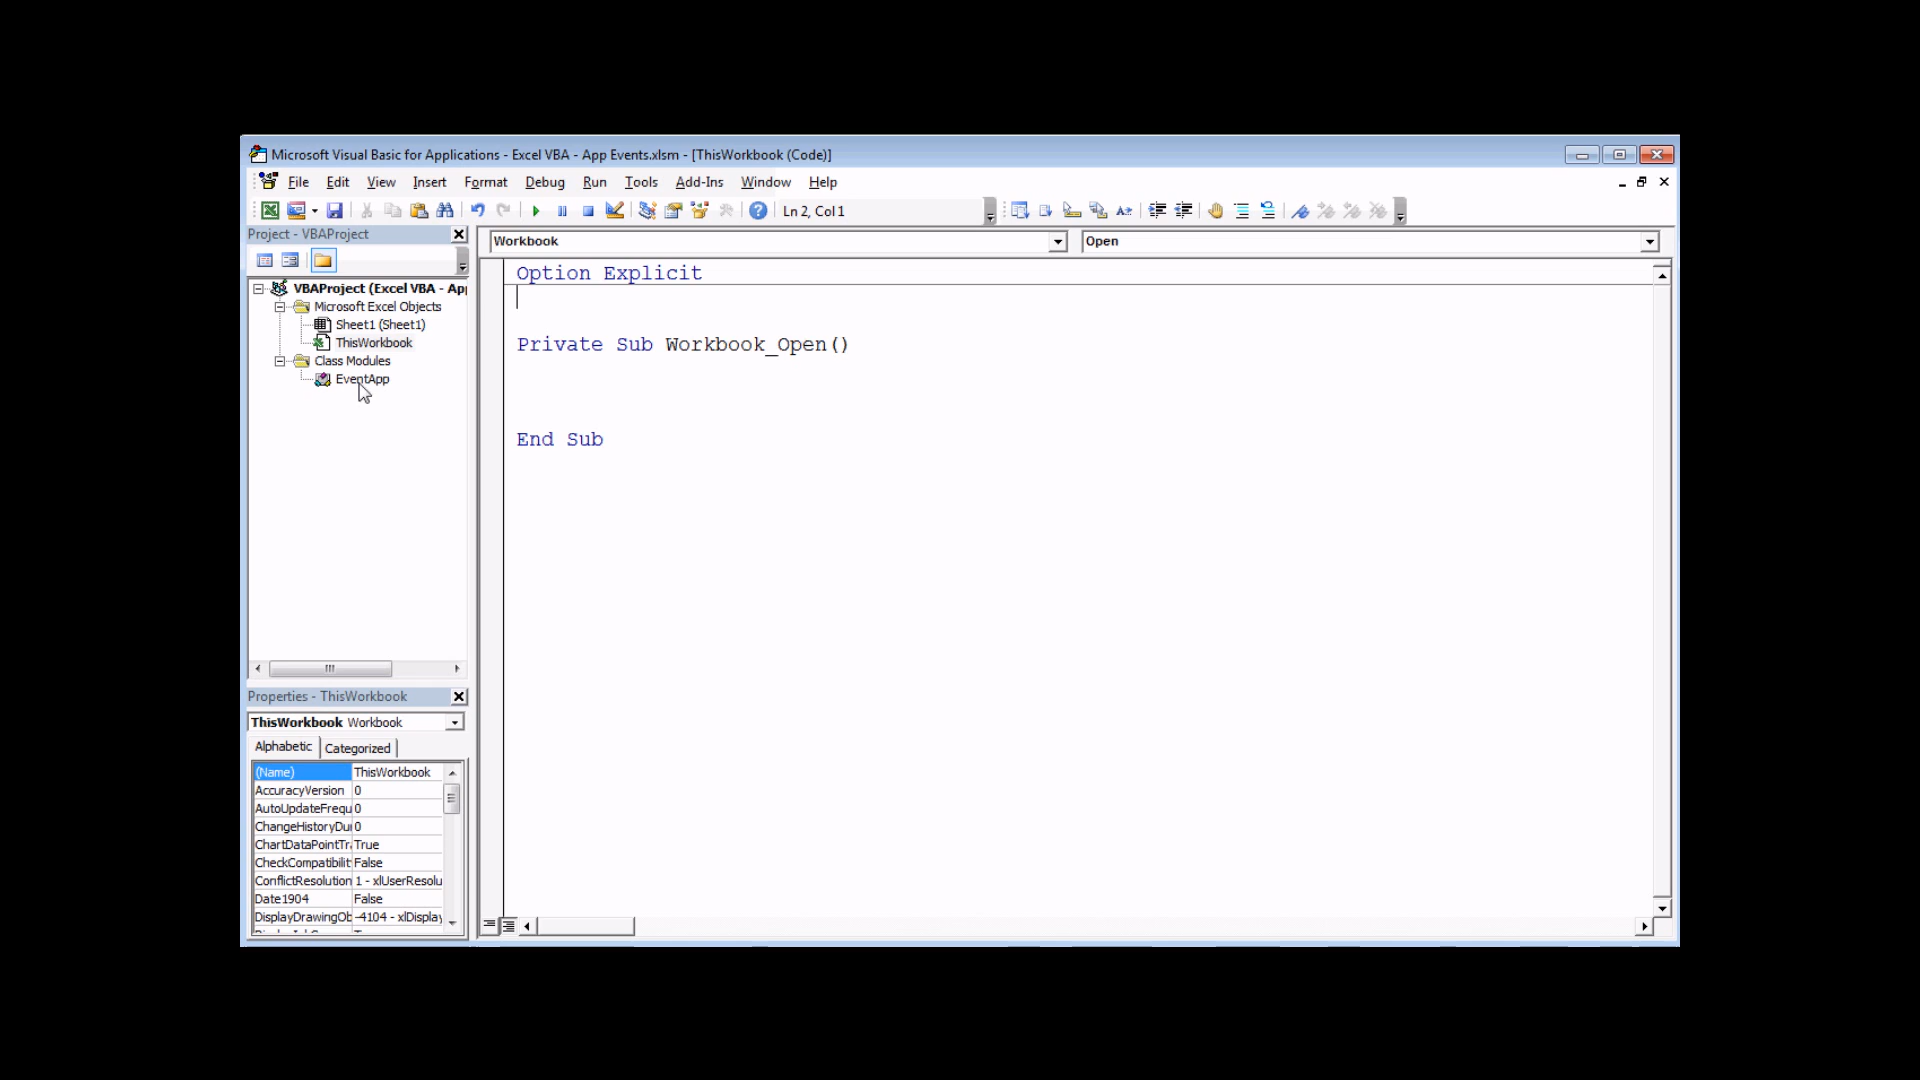 Microsoft Visual Basic for Applications - Excel VBA - App Events.xlsm - [ThisWorkbook (Code)]
File Edit View Insert Format Debug Run Tools Add-Ins Window Help
Ln 2, Col 1
Project - VBAProject
Workbook
Open
VBAProject (Excel VBA - App
Microsoft Excel Objects
Sheet1 (Sheet1)
ThisWorkbook
Class Modules
EventApp
Option Explicit
Private Sub Workbook_Open()
End Sub
Properties - ThisWorkbook
ThisWorkbook Workbook
Alphabetic Categorized
(Name) ThisWorkbook
AccuracyVersion 0
AutoUpdateFrequ 0
ChangeHistoryDu 0
ChartDataPointTr True
CheckCompatibilit False
ConflictResolution 1 - xlUserResolu
Date1904 False
DisplayDrawingOb -4104 - xlDisplay